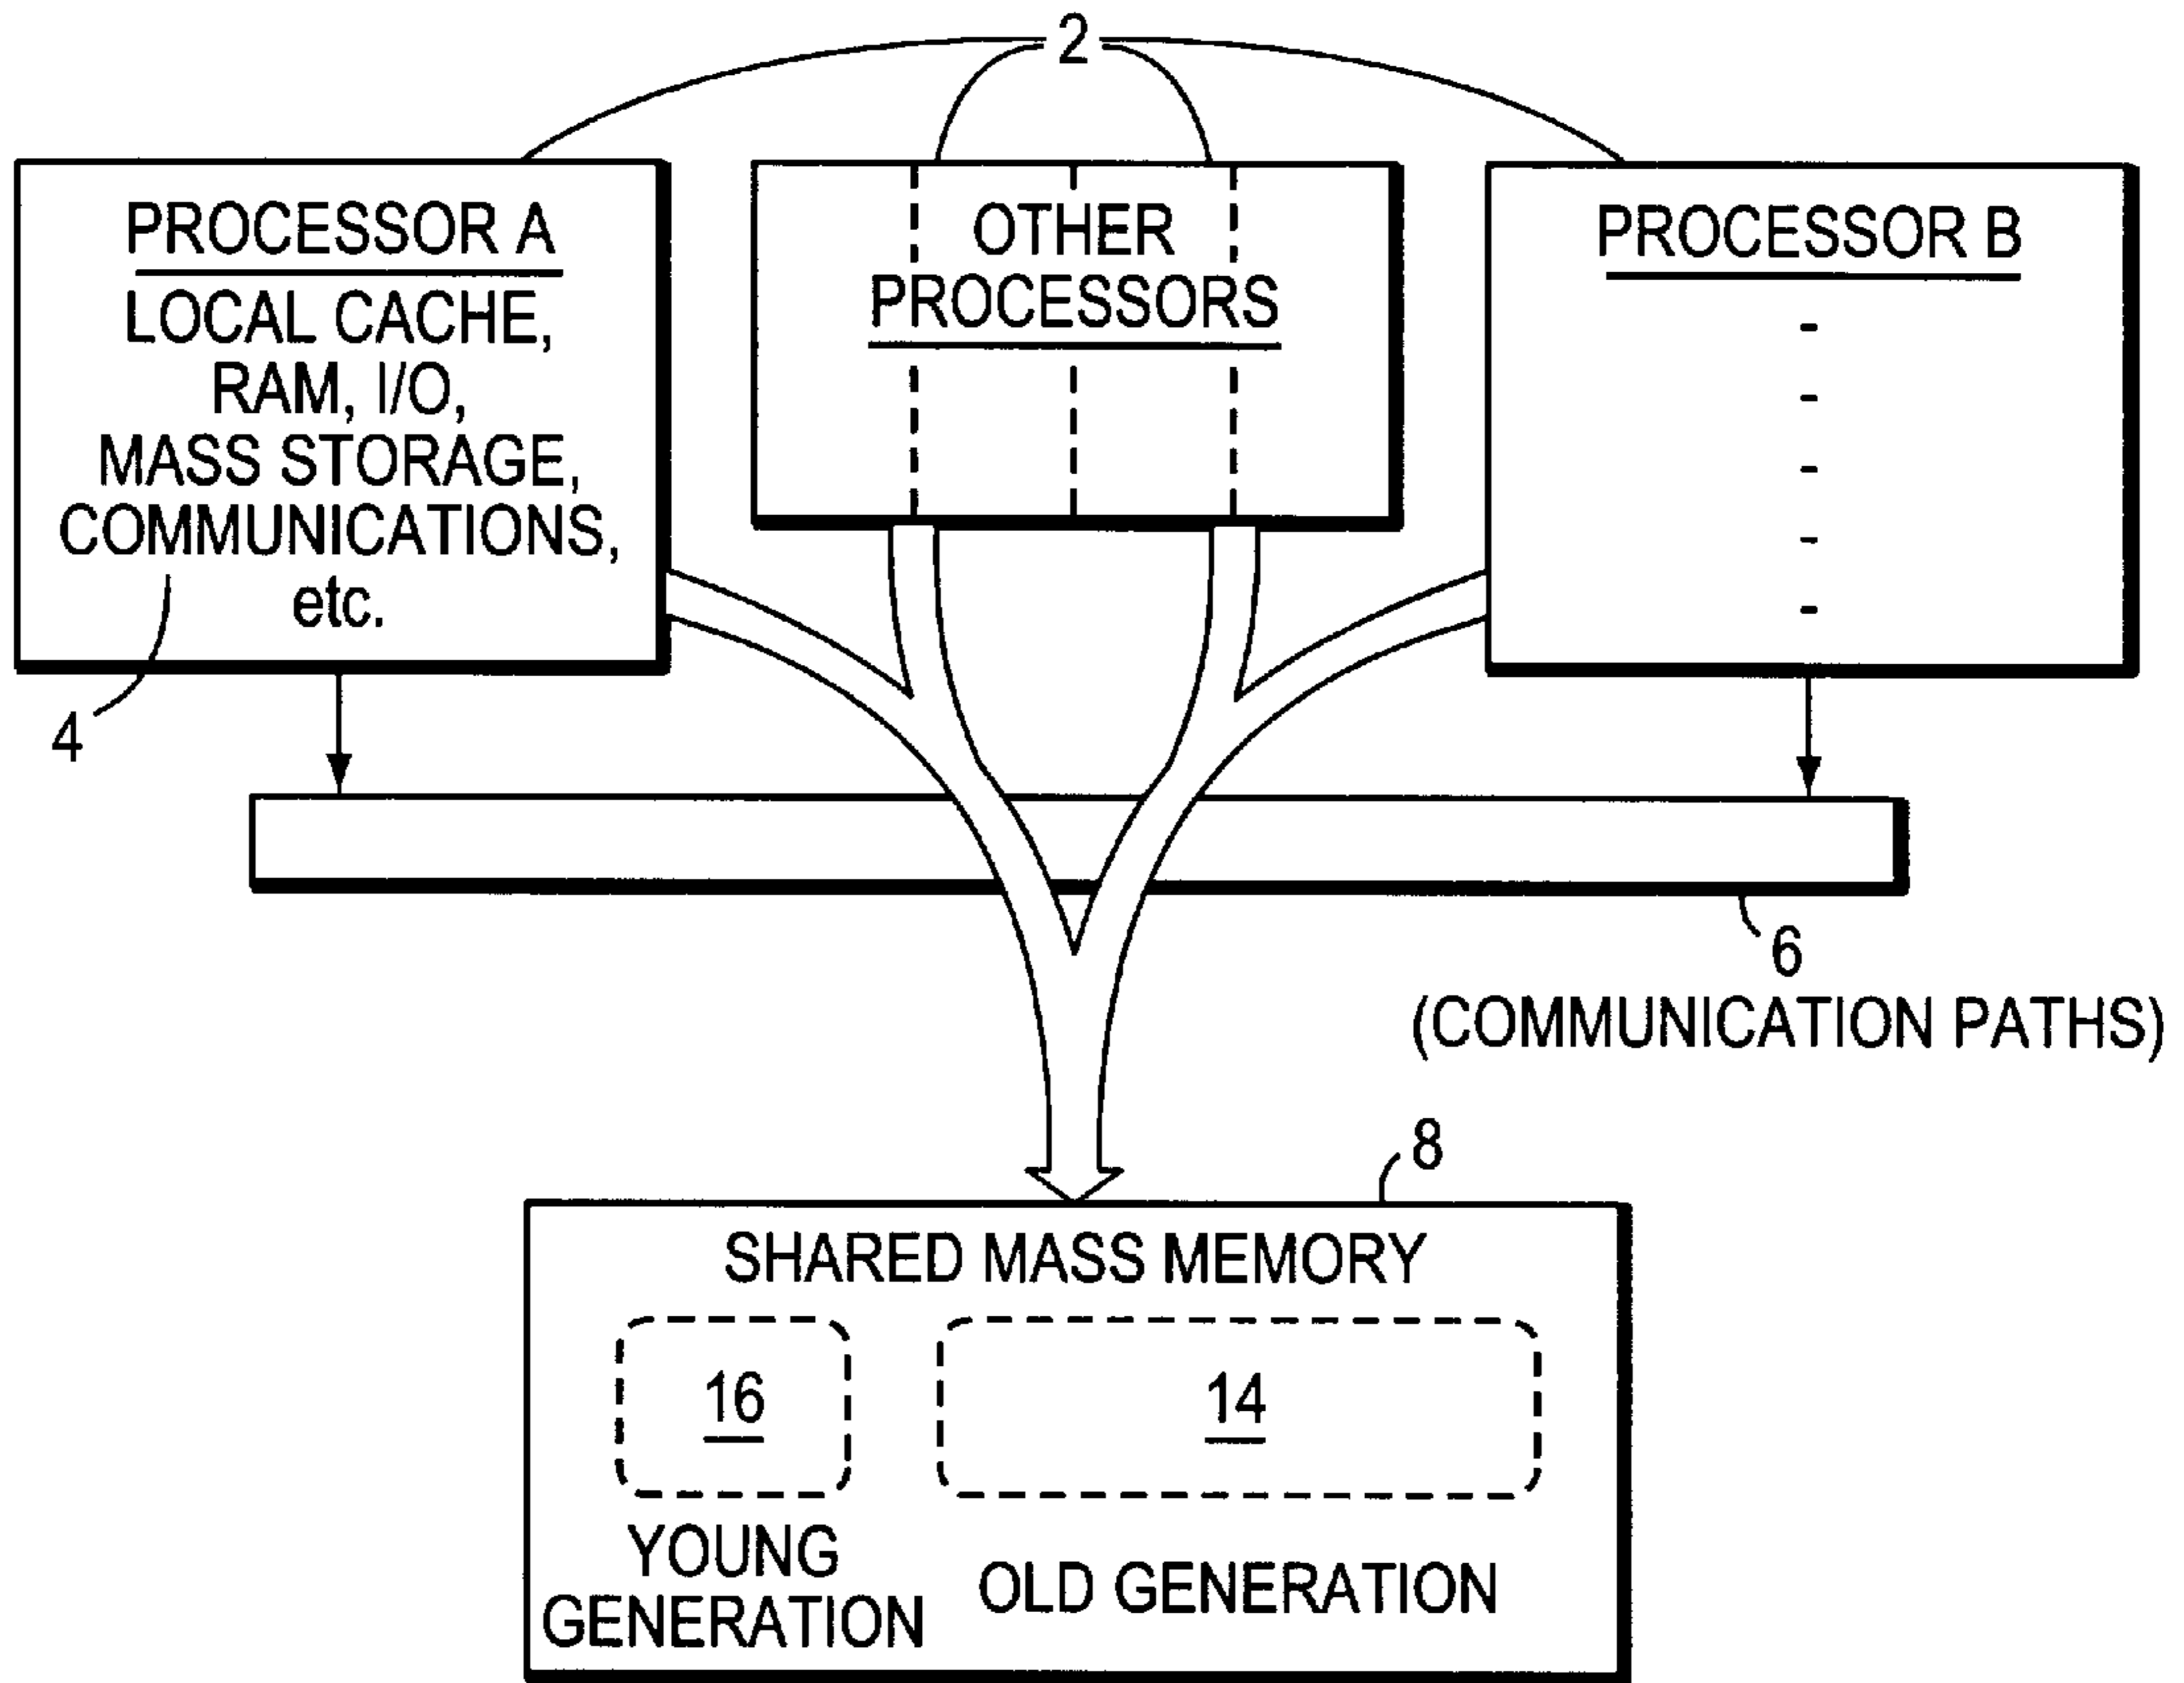 2
PROCESSOR A
LOCAL CACHE,
RAM, I/O,
MASS STORAGE,
COMMUNICATIONS,
etc.
4
OTHER
PROCESSORS
PROCESSOR B
-
-
-
-
-
6
(COMMUNICATION PATHS)
8
SHARED MASS MEMORY
16
YOUNG
GENERATION
14
OLD GENERATION